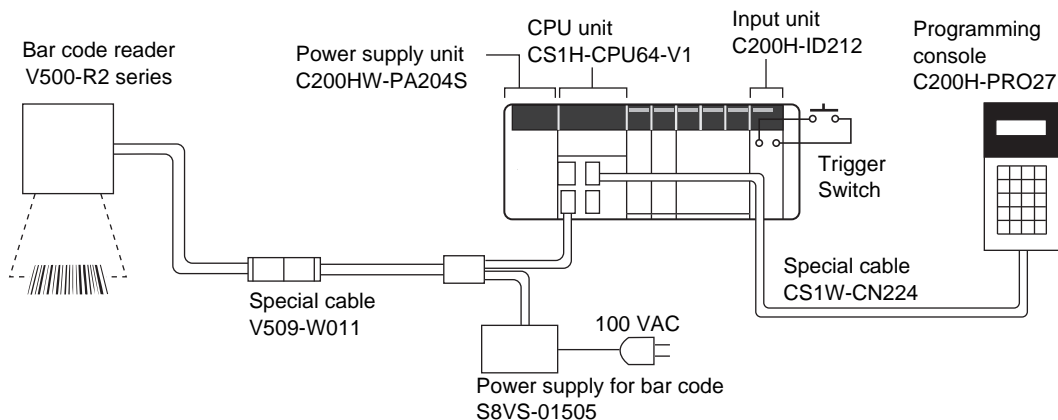 Bar code reader
V500-R2 series
Power supply unit
C200HW-PA204S
CPU unit
CS1H-CPU64-V1
Input unit
C200H-ID212
Programming
console
C200H-PRO27
Trigger
Switch
Special cable
V509-W011
Special cable
CS1W-CN224
100 VAC
Power supply for bar code
S8VS-01505